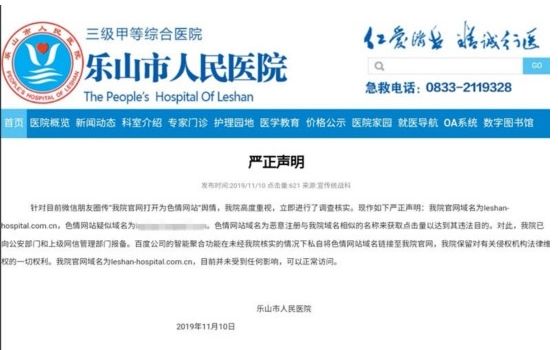 乐山市人民医院
PEOPLE'S HOSPITAL OF LESHAN
三级甲等综合医院
乐山市人民医院
The People's Hospital Of Leshan
仁爱治业 精诚行医
GO
急救电话：0833-2119328
首页 医院概览 新闻动态 科室介绍 专家门诊 护理园地 医学教育 价格公示 医院家园 就医导航 OA系统 数字图书馆
严正声明
发布时间:2019/11/10 点击量:621 来源:宣传统战科
针对目前微信朋友圈传“我院官网打开为色情网站”舆情，我院高度重视，立即进行了调查核实。现作如下严正声明：我院官网域名为leshan-
hospital.com.cn，色情网站疑似域名为 。色情网站域名为恶意注册与我院域名相似的名称来获取点击量以达到其违法目的。对此，我院已
向公安部门和上级网信管理部门报备。百度公司的智能聚合功能在未经我院核实的情况下私自将色情网站域名链接至我院官网，我院保留对有关侵权机构法律维
权的一切权利。我院官网域名为leshan-hospital.com.cn，目前并未受到任何影响，可以正常访问。
乐山市人民医院
2019年11月10日